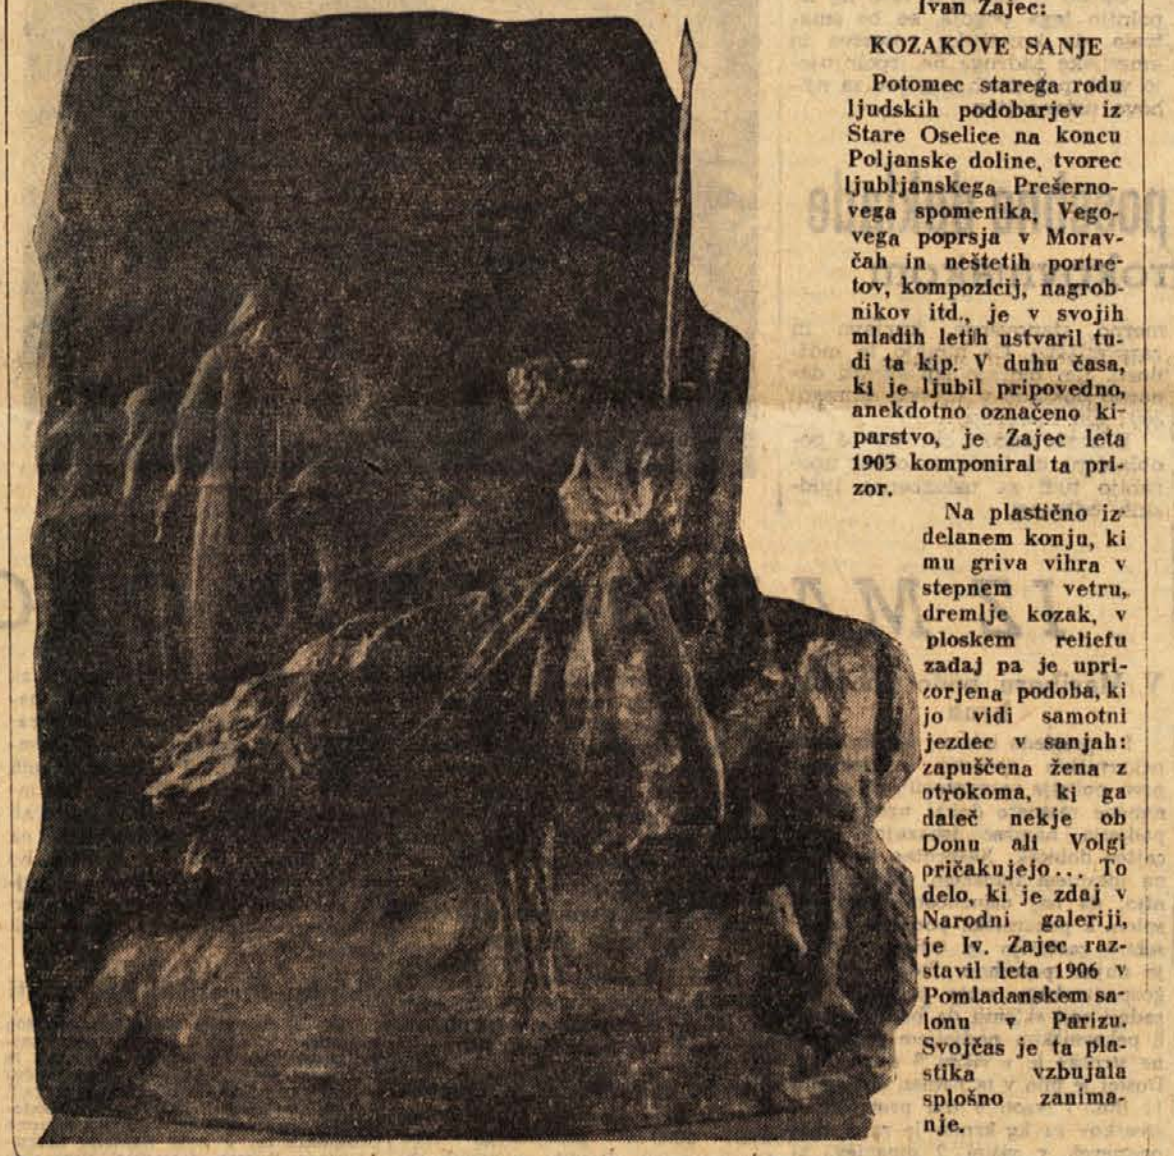 Ivan Zajec:
KOZAKOVE SANJE
Potomec starega rodu
ljudskih podobarjev iz
Stare Oselice na koncu
Poljanske doline, tvorec
ljubljanskega Prešerno-
vega spomenika, Vego-
vega poprsja v Morav-
čah in neštetih portre-
tov, kompozicij, nagrob-
nikov itd., je v svojih
mladih letih ustvaril tu-
di ta kip. V duhu časa,
ki je ljubil pripovedno,
anekdotno označeno ki-
parstvo, je Zajec leta
1903 komponiral ta pri-
zor.
Na plastično iz-
delanem konju, ki
mu griva vihra v
stepnem vetru,
dremlje kozak, v
ploskem reliefu
zadaj pa je upri-
zorjena podoba, ki
jo vidi samotni
jezdec v sanjah:
zapuščena žena z
otrokoma, ki ga
daleč nekje ob
Donu ali Volgi
pričakujejo... To
delo, ki je zdaj v
Narodni galeriji,
je Iv. Zajec raz-
stavil leta 1906 v
Pomladanskem sa-
lonu v Parizu.
Svojčas je ta pla-
stika vzbujala
splošno zanima-
nje.